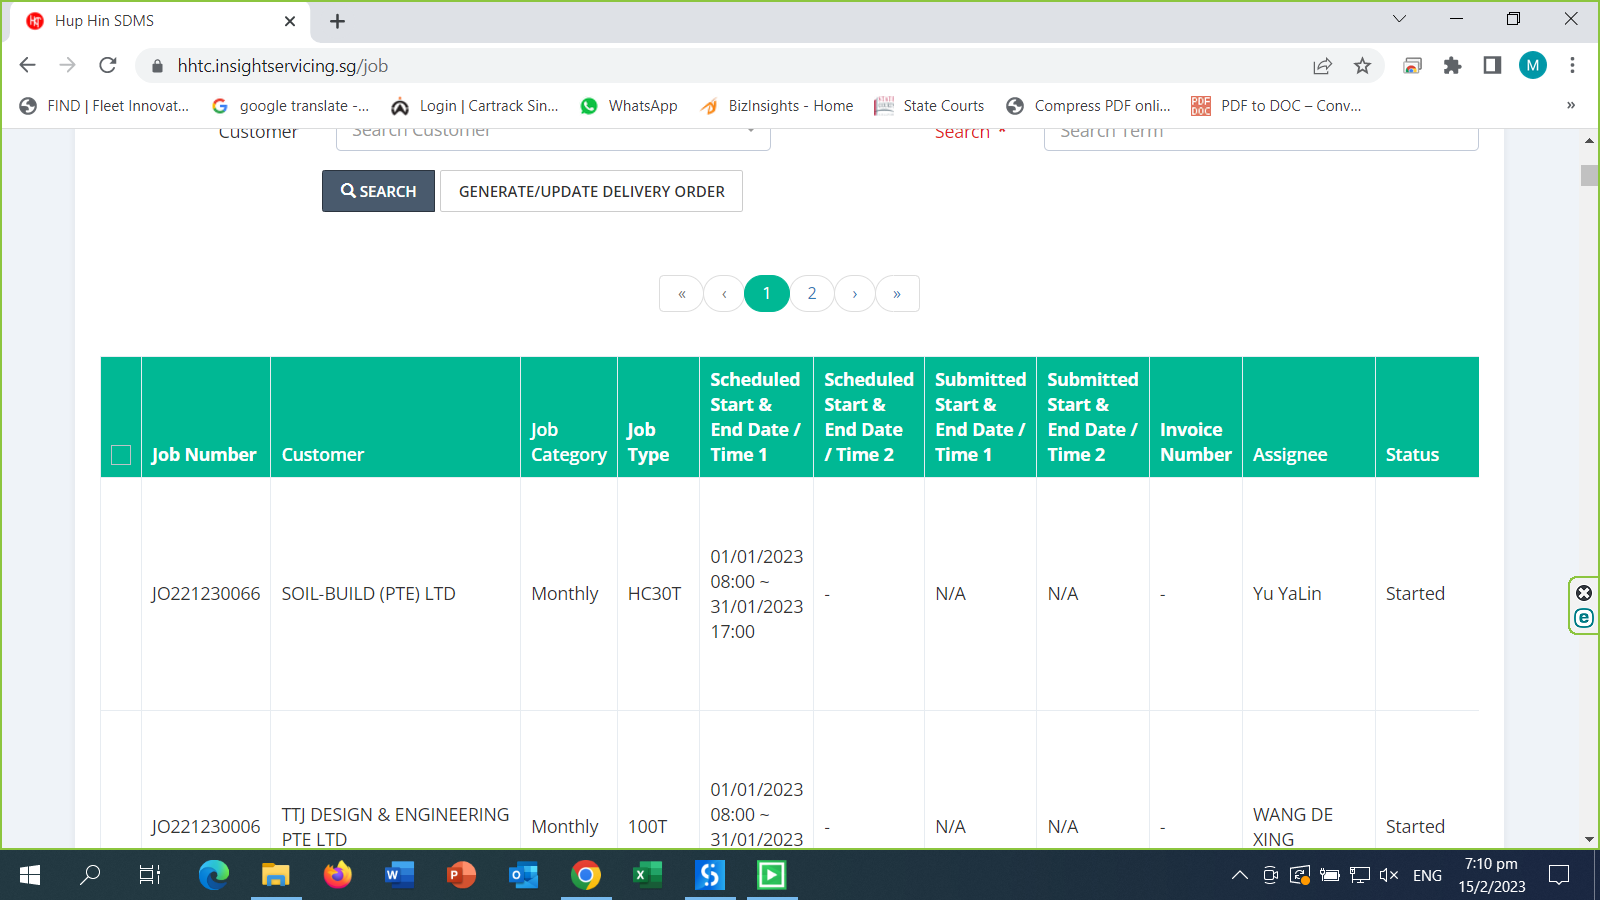 Hup Hin SDMS
hhtc.insightservicing.sg/job
M
FIND | Fleet Innovat...
google translate -...
Login | Cartrack Sin...
WhatsApp
BizInsights - Home
State Courts
Compress PDF onli...
PDF to DOC – Conv...
»
Customer
Search Customer
Search *
Search Term
SEARCH
GENERATE/UPDATE DELIVERY ORDER
« ‹ 1 2 › »
Job Number
Customer
Job
Category
Job
Type
Scheduled
Start &
End Date /
Time 1
Scheduled
Start &
End Date
/ Time 2
Submitted
Start &
End Date /
Time 1
Submitted
Start &
End Date /
Time 2
Invoice
Number
Assignee
Status
JO221230066
SOIL-BUILD (PTE) LTD
Monthly
HC30T
01/01/2023
08:00 ~
31/01/2023
17:00
-
N/A
N/A
-
Yu YaLin
Started
JO221230006
TTJ DESIGN & ENGINEERING
PTE LTD
Monthly
100T
01/01/2023
08:00 ~
31/01/2023
-
N/A
N/A
-
WANG DE
XING
Started
ENG
7:10 pm
15/2/2023